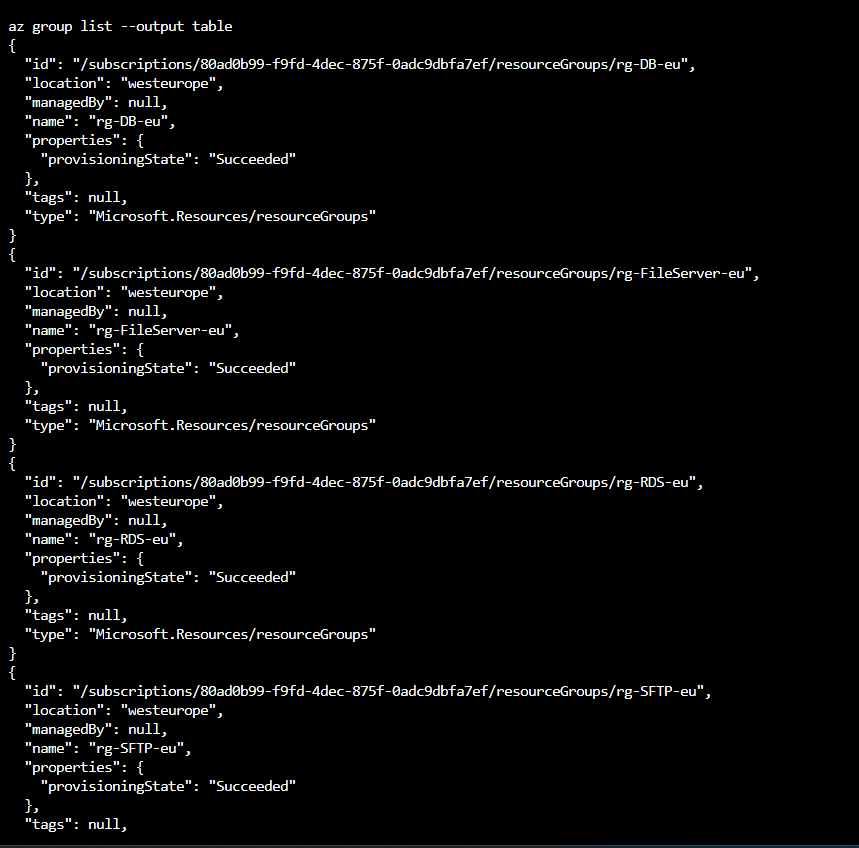 az group list --output table
{
  "id": "/subscriptions/80ad0b99-f9fd-4dec-875f-0adc9dbfa7ef/resourceGroups/rg-DB-eu",
  "location": "westeurope",
  "managedBy": null,
  "name": "rg-DB-eu",
  "properties": {
    "provisioningState": "Succeeded"
  },
  "tags": null,
  "type": "Microsoft.Resources/resourceGroups"
}
{
  "id": "/subscriptions/80ad0b99-f9fd-4dec-875f-0adc9dbfa7ef/resourceGroups/rg-FileServer-eu",
  "location": "westeurope",
  "managedBy": null,
  "name": "rg-FileServer-eu",
  "properties": {
    "provisioningState": "Succeeded"
  },
  "tags": null,
  "type": "Microsoft.Resources/resourceGroups"
}
{
  "id": "/subscriptions/80ad0b99-f9fd-4dec-875f-0adc9dbfa7ef/resourceGroups/rg-RDS-eu",
  "location": "westeurope",
  "managedBy": null,
  "name": "rg-RDS-eu",
  "properties": {
    "provisioningState": "Succeeded"
  },
  "tags": null,
  "type": "Microsoft.Resources/resourceGroups"
}
{
  "id": "/subscriptions/80ad0b99-f9fd-4dec-875f-0adc9dbfa7ef/resourceGroups/rg-SFTP-eu",
  "location": "westeurope",
  "managedBy": null,
  "name": "rg-SFTP-eu",
  "properties": {
    "provisioningState": "Succeeded"
  },
  "tags": null,